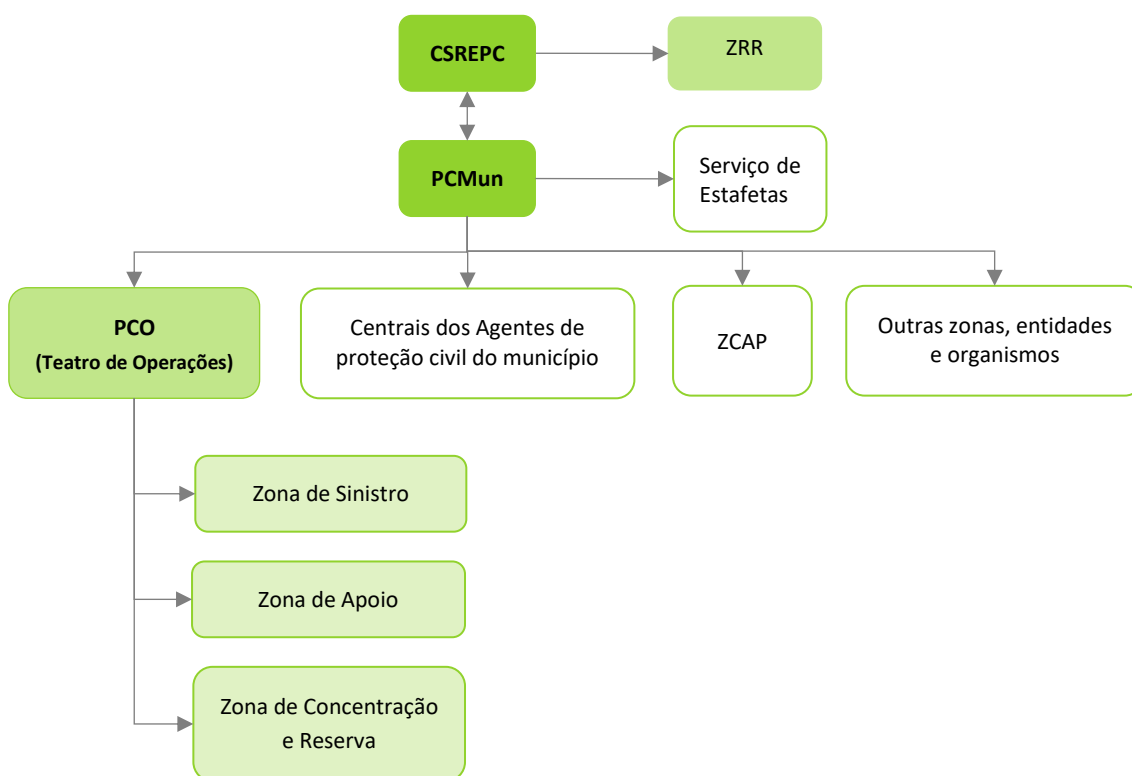 CSREPC
ZRR
PCMun
Serviço de
Estafetas
PCO
(Teatro de Operações)
Centrais dos Agentes de
proteção civil do município
ZCAP
Outras zonas, entidades
e organismos
Zona de Sinistro
Zona de Apoio
Zona de Concentração
e Reserva